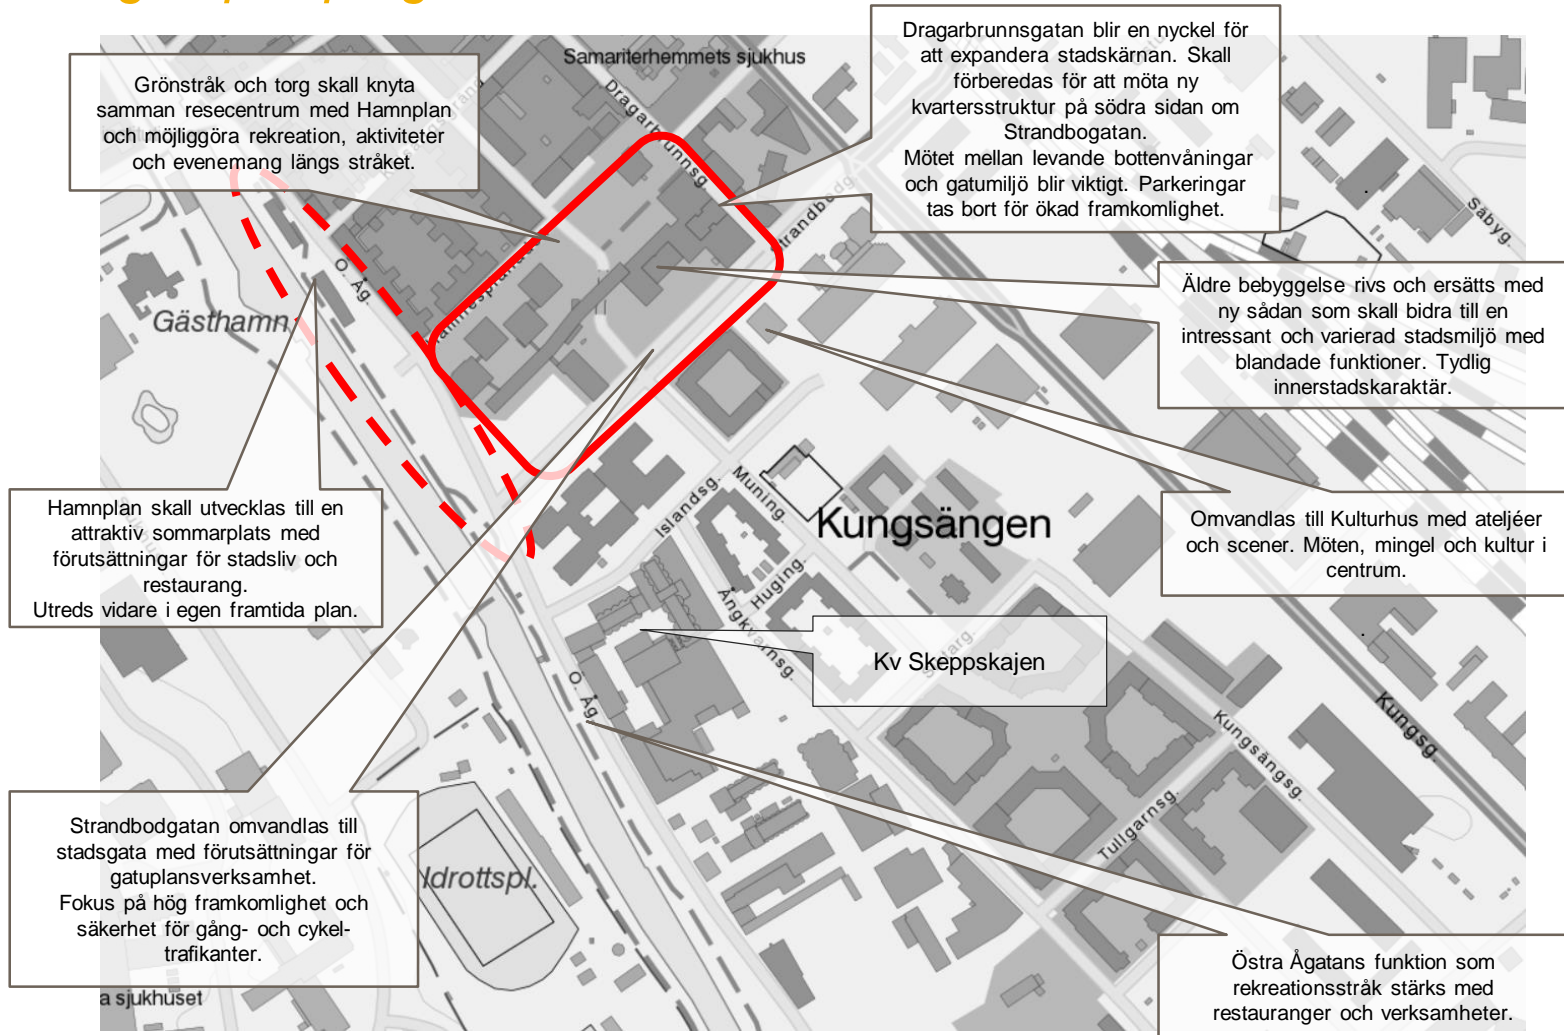 Samariterhemmets sjukhus
Dragarbrunnsgatan blir en nyckel för
att expandera stadskärnan. Skall
förberedas för att möta ny
kvartersstruktur på södra sidan om
Strandbogatan.
Mötet mellan levande bottenvåningar
och gatumiljö blir viktigt. Parkeringar
tas bort för ökad framkomlighet.
Grönstråk och torg skall knyta
samman resecentrum med Hamnplan
och möjliggöra rekreation, aktiviteter
och evenemang längs stråket.
Dragarbrunnsg.
Strandbodg.
Säbyg.
Ö. Åg.
Gästhamn
Äldre bebyggelse rivs och ersätts med
ny sådan som skall bidra till en
intressant och varierad stadsmiljö med
blandade funktioner. Tydlig
innerstadskaraktär.
Hamnplan skall utvecklas till en
attraktiv sommarplats med
förutsättningar för stadsliv och
restaurang.
Utreds vidare i egen framtida plan.
Islandsg.
Muning.
Kungsängen
Omvandlas till Kulturhus med ateljéer
och scener. Möten, mingel och kultur i
centrum.
Huging.
Ångkvarnsg.
Kv Skeppskajen
Ö. Åg.
Kungsg.
Kungsängsg.
Tullgarnsg.
Strandbodgatan omvandlas till
stadsgata med förutsättningar för
gatuplansverksamhet.
Fokus på hög framkomlighet och
säkerhet för gång- och cykel-
trafikanter.
Idrottspl.
a sjukhuset
Östra Ågatans funktion som
rekreationsstråk stärks med
restauranger och verksamheter.